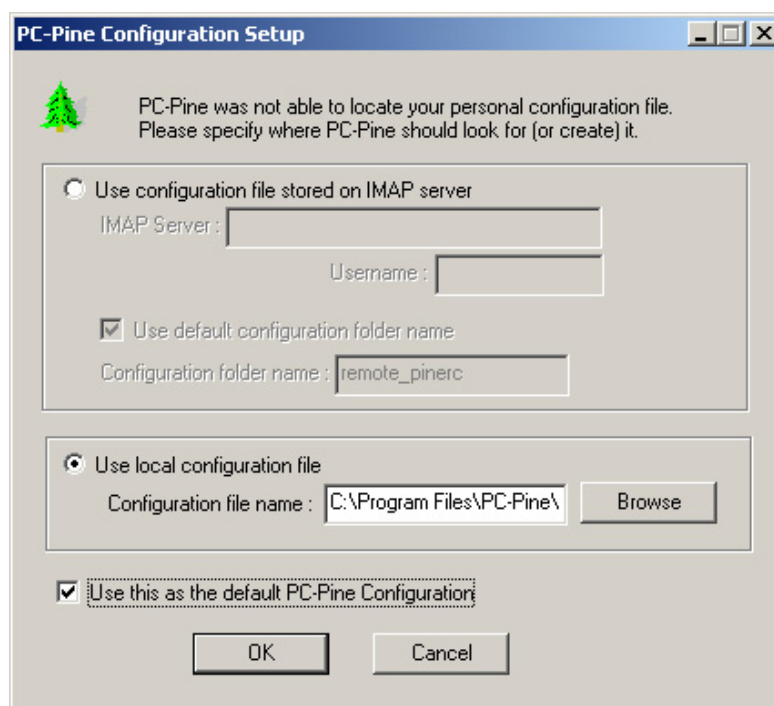 PC-Pine Configuration Setup
PC-Pine was not able to locate your personal configuration file.
Please specify where PC-Pine should look for (or create) it.
Use configuration file stored on IMAP server
IMAP Server :
Username :
Use default configuration folder name
Configuration folder name : remote_pinerc
Use local configuration file
Configuration file name : C:\Program Files\PC-Pine\ Browse
Use this as the default PC-Pine Configuration
OK Cancel